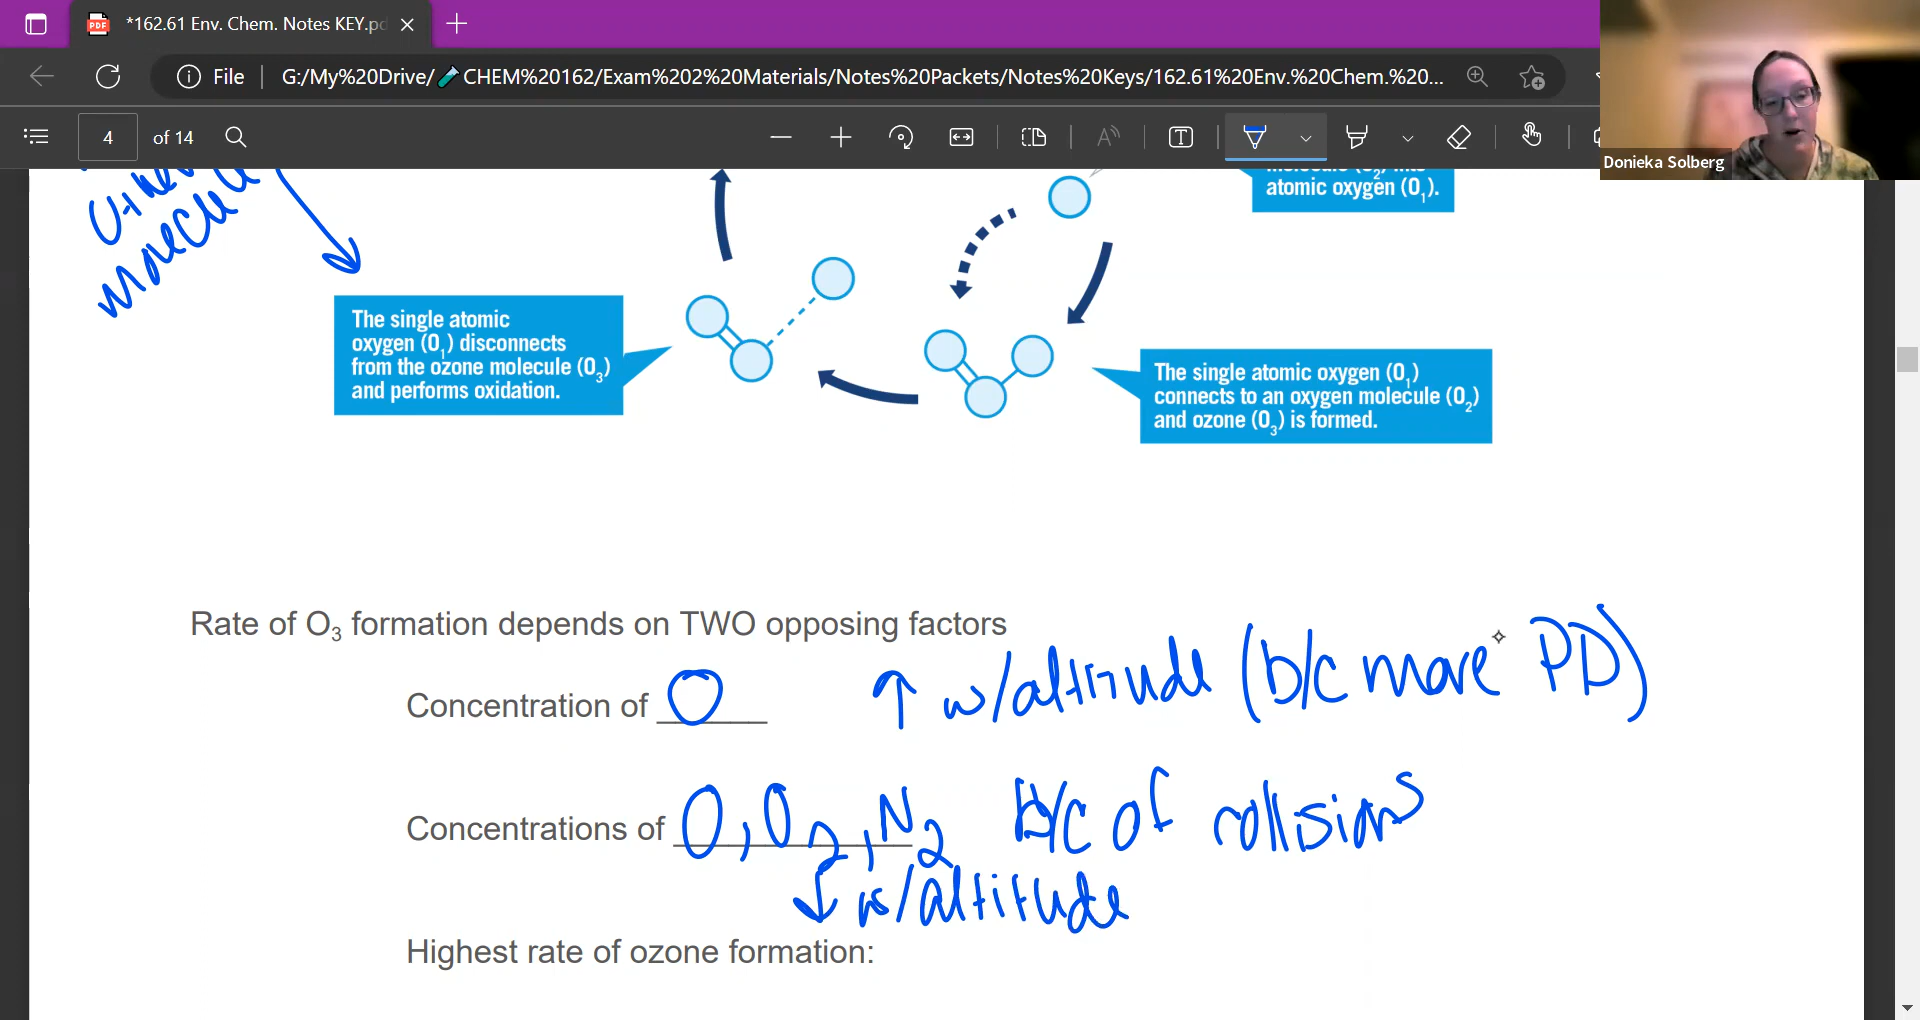 *162.61 Env. Chem. Notes KEY.pd
File
G:/My%20Drive/🧪CHEM%20162/Exam%202%20Materials/Notes%20Packets/Notes%20Keys/162.61%20Env.%20Chem.%20...
4 of 14
Donieka Solberg
other
molecule
atomic oxygen (O₁).
The single atomic
oxygen (O₁) disconnects
from the ozone molecule (O₃)
and performs oxidation.
The single atomic oxygen (O₁)
connects to an oxygen molecule (O₂)
and ozone (O₃) is formed.
Rate of O₃ formation depends on TWO opposing factors
Concentration of O ↑ w/altitude (b/c more PD)
Concentrations of O, O₂, N₂ b/c of collisions
↓ w/altitude
Highest rate of ozone formation: